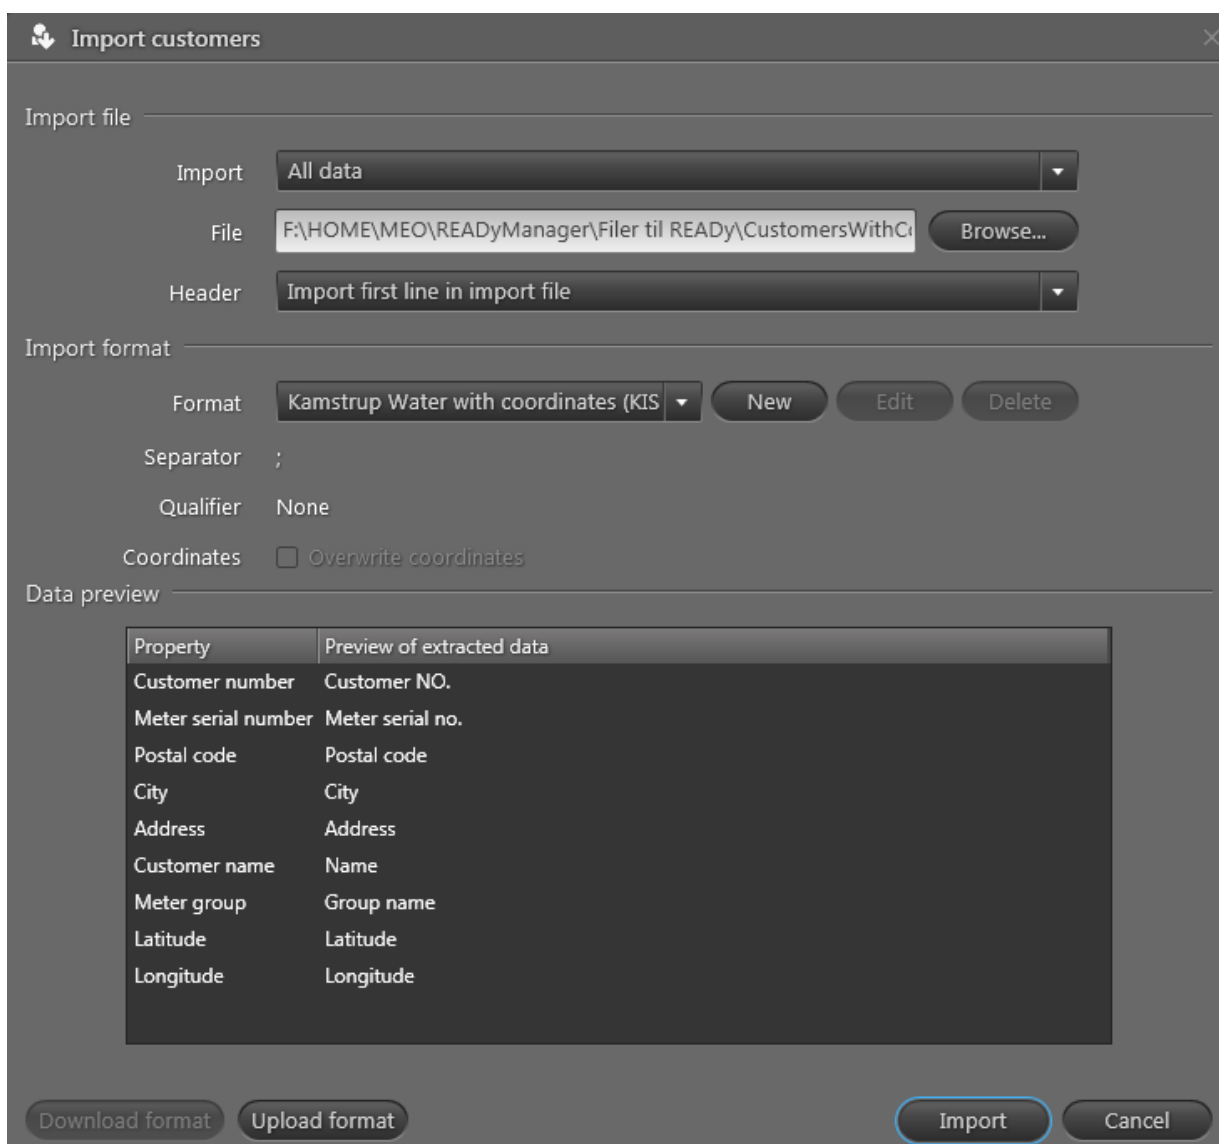 Import customers
Import file
Import All data
File F:\HOME\MEO\READyManager\Filer til READy\CustomersWithC Browse...
Header Import first line in import file
Import format
Format Kamstrup Water with coordinates (KIS New Edit Delete
Separator ;
Qualifier None
Coordinates Overwrite coordinates
Data preview
Property Preview of extracted data
Customer number Customer NO.
Meter serial number Meter serial no.
Postal code Postal code
City City
Address Address
Customer name Name
Meter group Group name
Latitude Latitude
Longitude Longitude
Download format Upload format Import Cancel